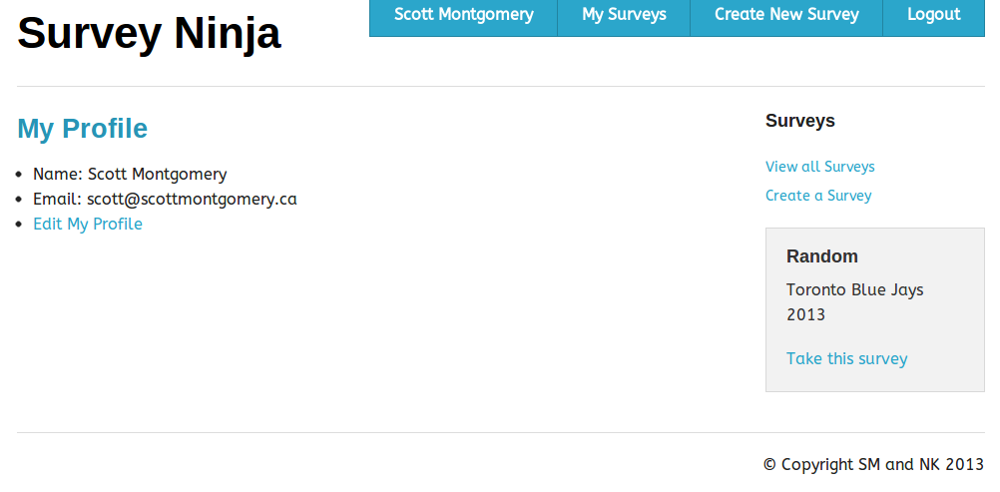 Survey Ninja
Scott Montgomery
My Surveys
Create New Survey
Logout
My Profile
Name: Scott Montgomery
Email: scott@scottmontgomery.ca
Edit My Profile
Surveys
View all Surveys
Create a Survey
Random
Toronto Blue Jays
2013
Take this survey
© Copyright SM and NK 2013